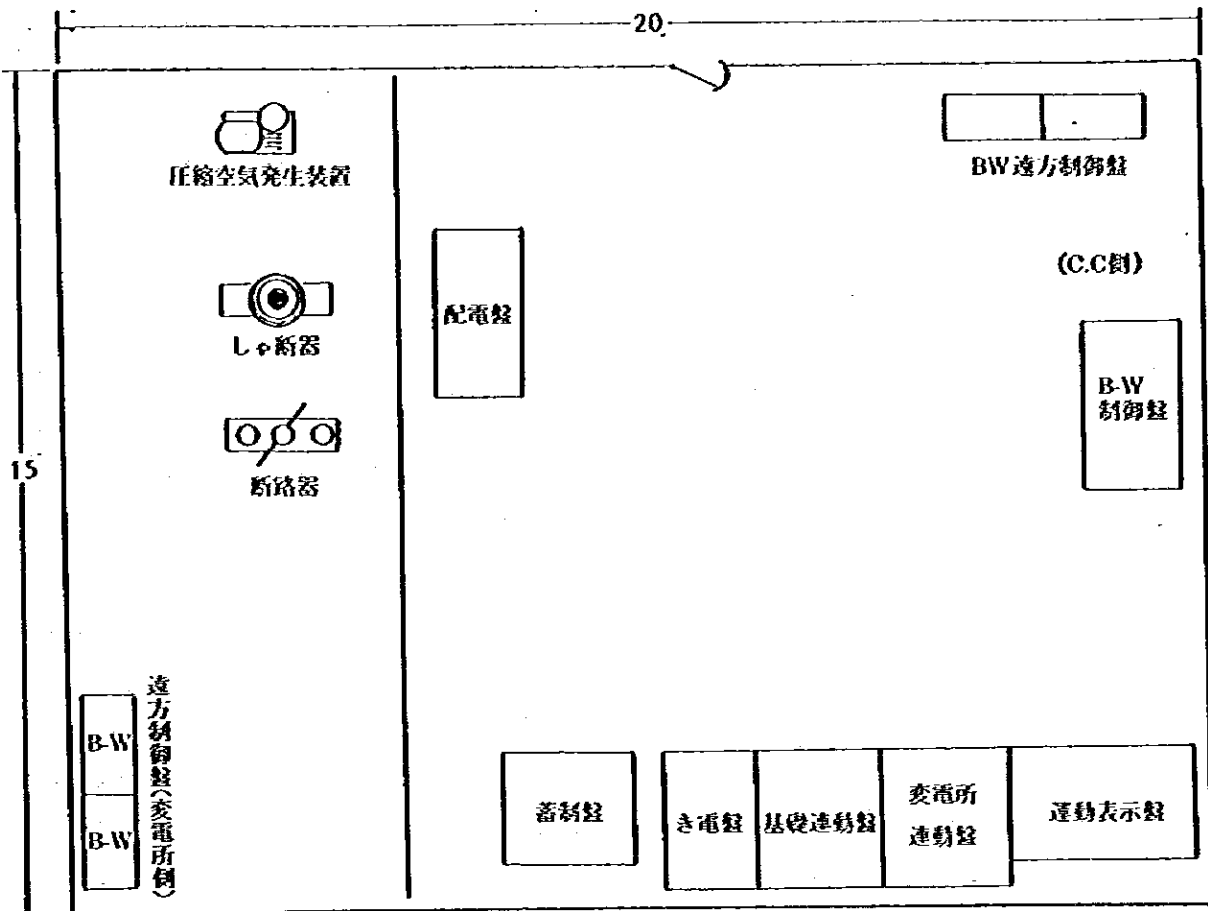 20
圧縮空気発生装置
BW遠方制御盤
(C.C側)
配電盤
しゃ断器
B-W
制御盤
15
断路器
遠方制御盤(変電所側)
B-W
B-W
蓄制盤
き電盤
基礎連動盤
変電所
連動盤
運動表示盤